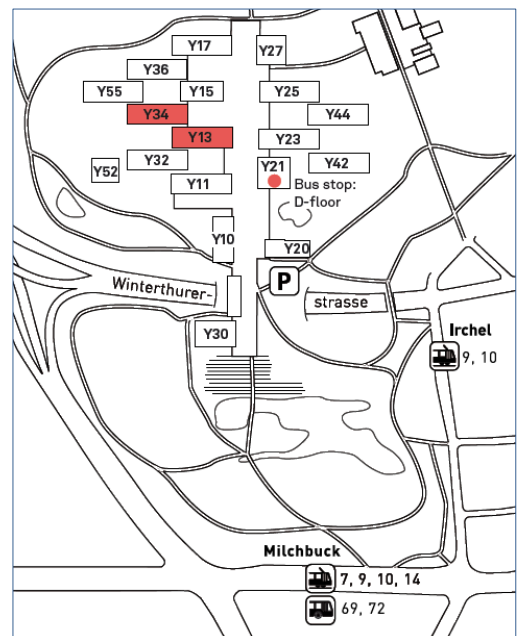 Y17
Y27
Y36
Y55
Y15
Y25
Y34
Y44
Y13
Y23
Y32
Y42
Y52
Y21
Y11
Bus stop:
D-floor
Y10
Y20
P
Winterthurer-
strasse
Y30
Irchel
9, 10
Milchbuck
7, 9, 10, 14
69, 72